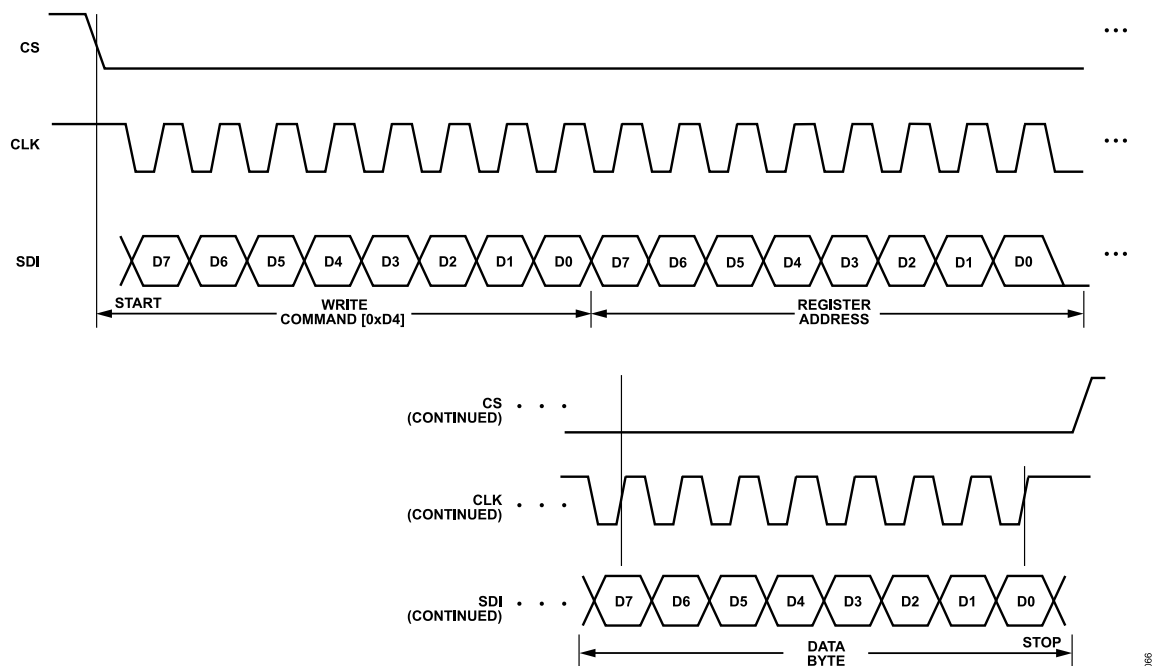 CS
CLK
SDI D7 D6 D5 D4 D3 D2 D1 D0 D7 D6 D5 D4 D3 D2 D1 D0
START
WRITE
COMMAND [0xD4]
REGISTER
ADDRESS
CS
(CONTINUED)
CLK
(CONTINUED)
SDI
(CONTINUED)
D7 D6 D5 D4 D3 D2 D1 D0
DATA
BYTE
STOP
066